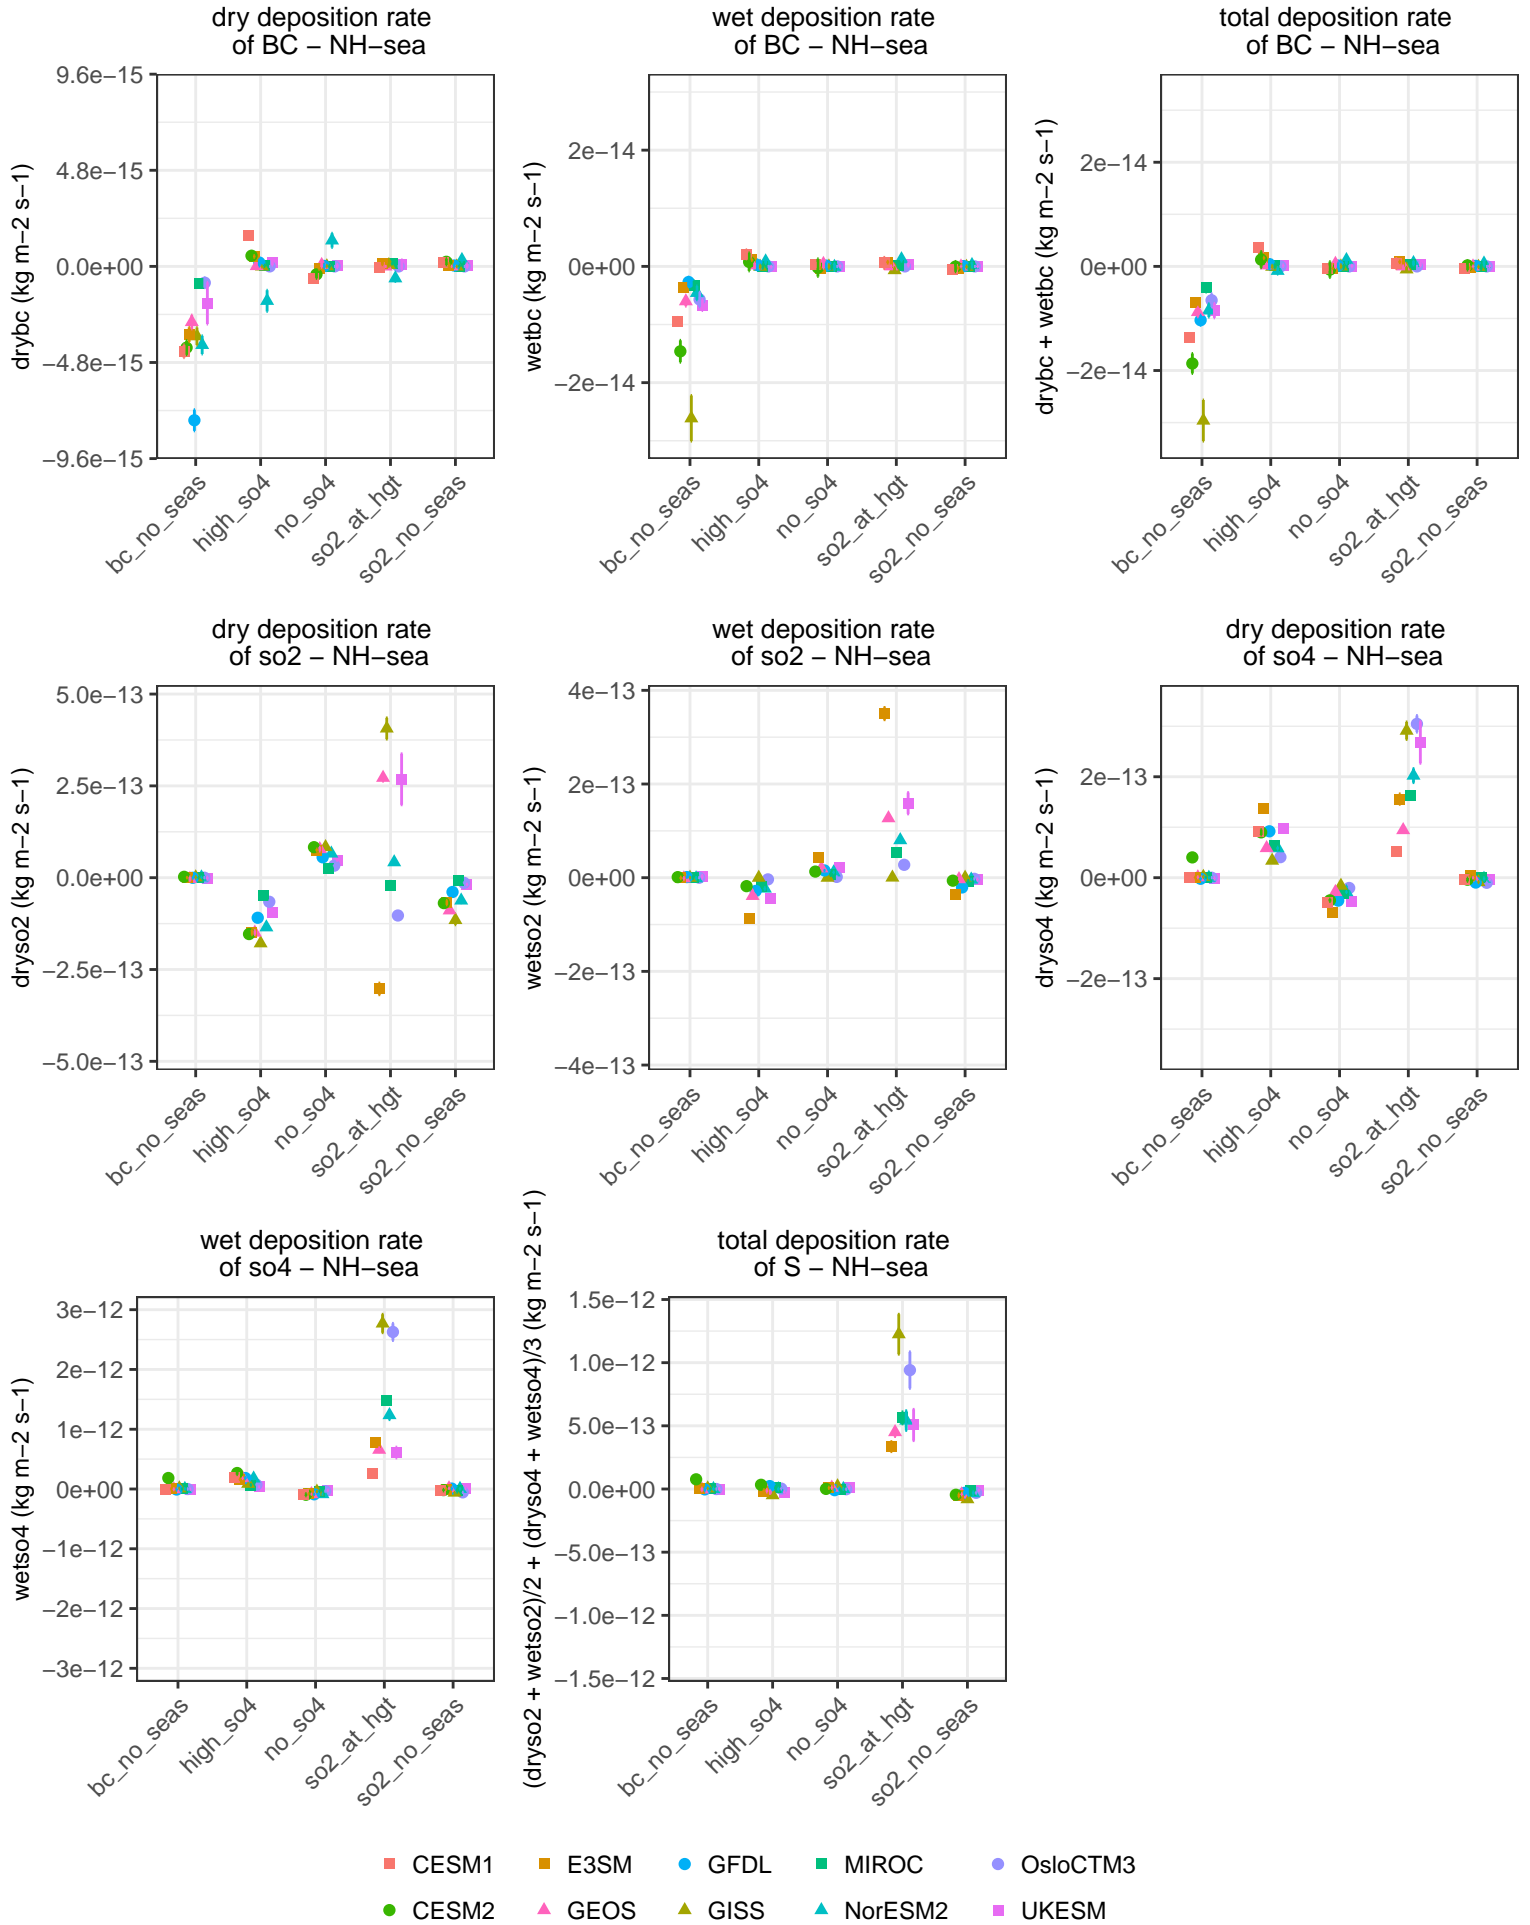 dry deposition rate
of BC − NH−sea
drybc (kg m−2 s−1)
9.6e−15
4.8e−15
0.0e+00
−4.8e−15
−9.6e−15
bc_no_seas
high_so4
no_so4
so2_at_hgt
so2_no_seas
wet deposition rate
of BC − NH−sea
wetbc (kg m−2 s−1)
2e−14
0e+00
−2e−14
bc_no_seas
high_so4
no_so4
so2_at_hgt
so2_no_seas
total deposition rate
of BC − NH−sea
drybc + wetbc (kg m−2 s−1)
2e−14
0e+00
−2e−14
bc_no_seas
high_so4
no_so4
so2_at_hgt
so2_no_seas
dry deposition rate
of so2 − NH−sea
dryso2 (kg m−2 s−1)
5.0e−13
2.5e−13
0.0e+00
−2.5e−13
−5.0e−13
bc_no_seas
high_so4
no_so4
so2_at_hgt
so2_no_seas
wet deposition rate
of so2 − NH−sea
wetso2 (kg m−2 s−1)
4e−13
2e−13
0e+00
−2e−13
−4e−13
bc_no_seas
high_so4
no_so4
so2_at_hgt
so2_no_seas
dry deposition rate
of so4 − NH−sea
dryso4 (kg m−2 s−1)
2e−13
0e+00
−2e−13
bc_no_seas
high_so4
no_so4
so2_at_hgt
so2_no_seas
wet deposition rate
of so4 − NH−sea
wetso4 (kg m−2 s−1)
3e−12
2e−12
1e−12
0e+00
−1e−12
−2e−12
−3e−12
bc_no_seas
high_so4
no_so4
so2_at_hgt
so2_no_seas
total deposition rate
of S − NH−sea
(dryso2 + wetso2)/2 + (dryso4 + wetso4)/3 (kg m−2 s−1)
1.5e−12
1.0e−12
5.0e−13
0.0e+00
−5.0e−13
−1.0e−12
−1.5e−12
bc_no_seas
high_so4
no_so4
so2_at_hgt
so2_no_seas
CESM1 E3SM GFDL MIROC OsloCTM3
CESM2 GEOS GISS NorESM2 UKESM